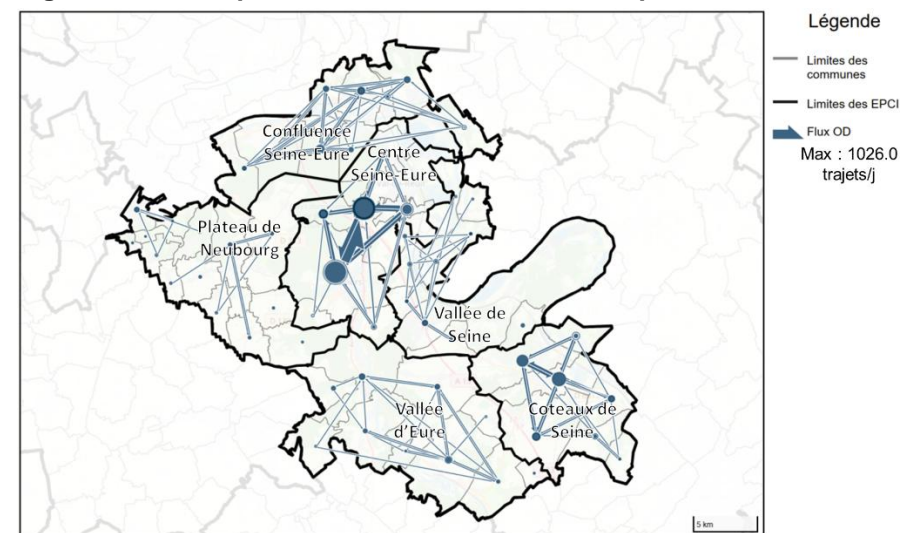 Légende
Limites des
communes
Limites des EPCI
Flux OD
Max : 1026.0
trajets/j
Confluence
Seine-Eure
Centre
Seine-Eure
Plateau de
Neubourg
Vallée de
Seine
Vallée
d'Eure
Coteaux de
Seine
5 km